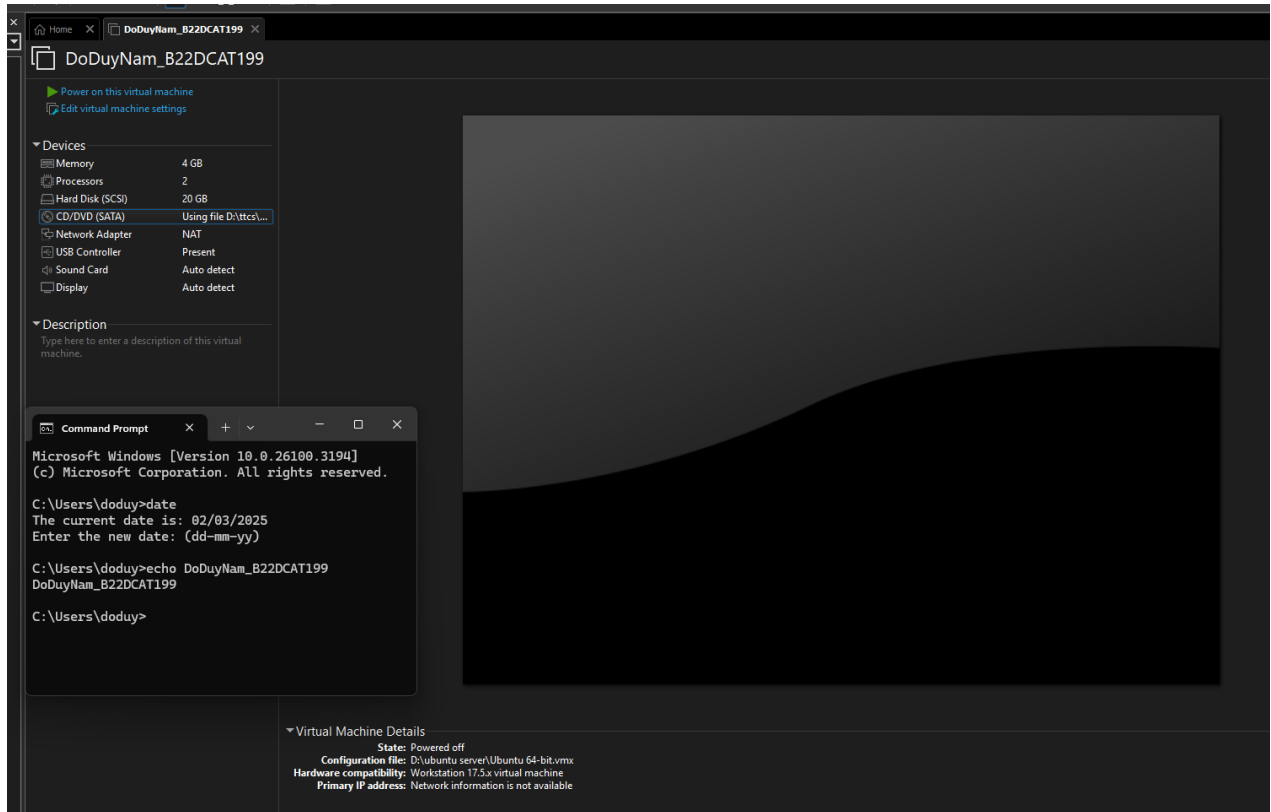 Home
DoDuyNam_B22DCAT199
DoDuyNam_B22DCAT199
Power on this virtual machine
Edit virtual machine settings
Devices
Memory 4 GB
Processors 2
Hard Disk (SCSI) 20 GB
CD/DVD (SATA) Using file D:\ttcs\...
Network Adapter NAT
USB Controller Present
Sound Card Auto detect
Display Auto detect
Description
Type here to enter a description of this virtual
machine.
Command Prompt
Microsoft Windows [Version 10.0.26100.3194]
(c) Microsoft Corporation. All rights reserved.
C:\Users\doduy>date
The current date is: 02/03/2025
Enter the new date: (dd-mm-yy)
C:\Users\doduy>echo DoDuyNam_B22DCAT199
DoDuyNam_B22DCAT199
C:\Users\doduy>
Virtual Machine Details
State: Powered off
Configuration file: D:\ubuntu server\Ubuntu 64-bit.vmx
Hardware compatibility: Workstation 17.5.x virtual machine
Primary IP address: Network information is not available